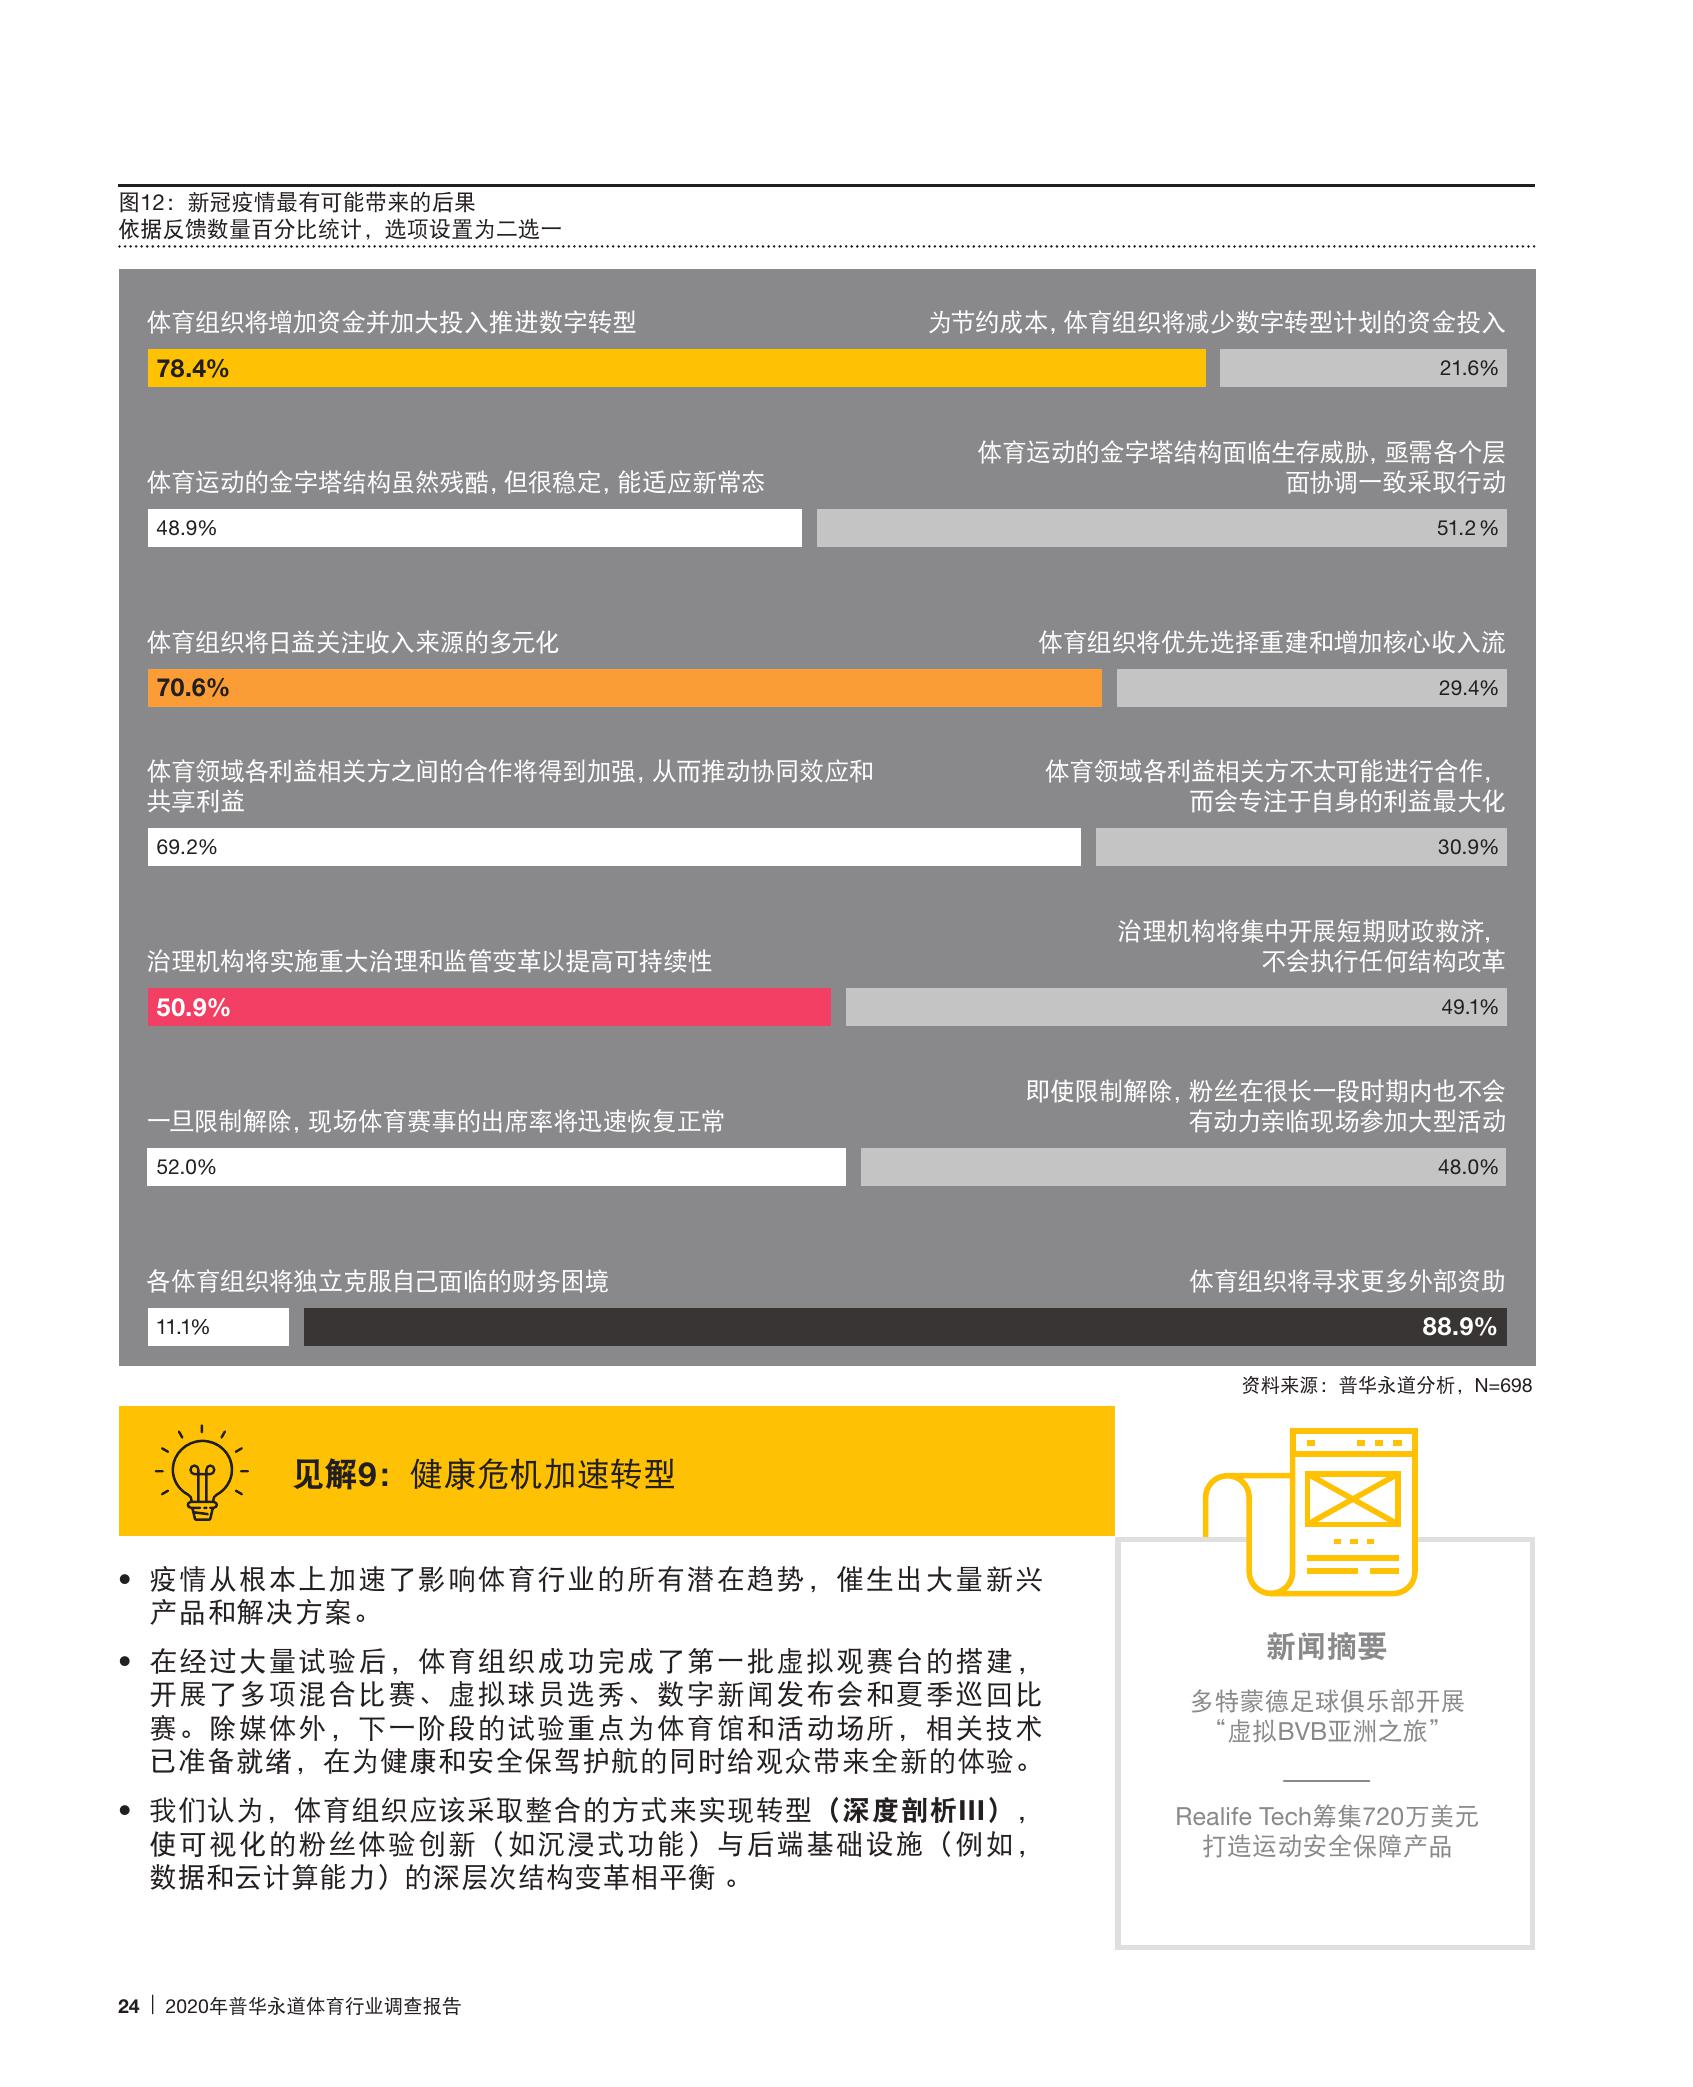 图12：新冠疫情最有可能带来的后果
依据反馈数量百分比统计，选项设置为二选一
体育组织将增加资金并加大投入推进数字转型
为节约成本，体育组织将减少数字转型计划的资金投入
78.4%
21.6%
体育运动的金字塔结构虽然残酷，但很稳定，能适应新常态
体育运动的金字塔结构面临生存威胁，亟需各个层
面协调一致采取行动
48.9%
51.2 %
体育组织将日益关注收入来源的多元化
体育组织将优先选择重建和增加核心收入流
70.6%
29.4%
体育领域各利益相关方之间的合作将得到加强，从而推动协同效应和
共享利益
体育领域各利益相关方不太可能进行合作，
而会专注于自身的利益最大化
69.2%
30.9%
治理机构将实施重大治理和监管变革以提高可持续性
治理机构将集中开展短期财政救济，
不会执行任何结构改革
50.9%
49.1%
一旦限制解除，现场体育赛事的出席率将迅速恢复正常
即使限制解除，粉丝在很长一段时期内也不会
有动力亲临现场参加大型活动
52.0%
48.0%
各体育组织将独立克服自己面临的财务困境
体育组织将寻求更多外部资助
11.1%
88.9%
资料来源：普华永道分析，N=698
见解9：健康危机加速转型
• 疫情从根本上加速了影响体育行业的所有潜在趋势，催生出大量新兴
产品和解决方案。
• 在经过大量试验后，体育组织成功完成了第一批虚拟观赛台的搭建，
开展了多项混合比赛、虚拟球员选秀、数字新闻发布会和夏季巡回比
赛。除媒体外，下一阶段的试验重点为体育馆和活动场所，相关技术
已准备就绪，在为健康和安全保驾护航的同时给观众带来全新的体验。
• 我们认为，体育组织应该采取整合的方式来实现转型（深度剖析III），
使可视化的粉丝体验创新（如沉浸式功能）与后端基础设施（例如，
数据和云计算能力）的深层次结构变革相平衡 。
新闻摘要
多特蒙德足球俱乐部开展
“虚拟BVB亚洲之旅”
Realife Tech筹集720万美元
打造运动安全保障产品
24 | 2020年普华永道体育行业调查报告